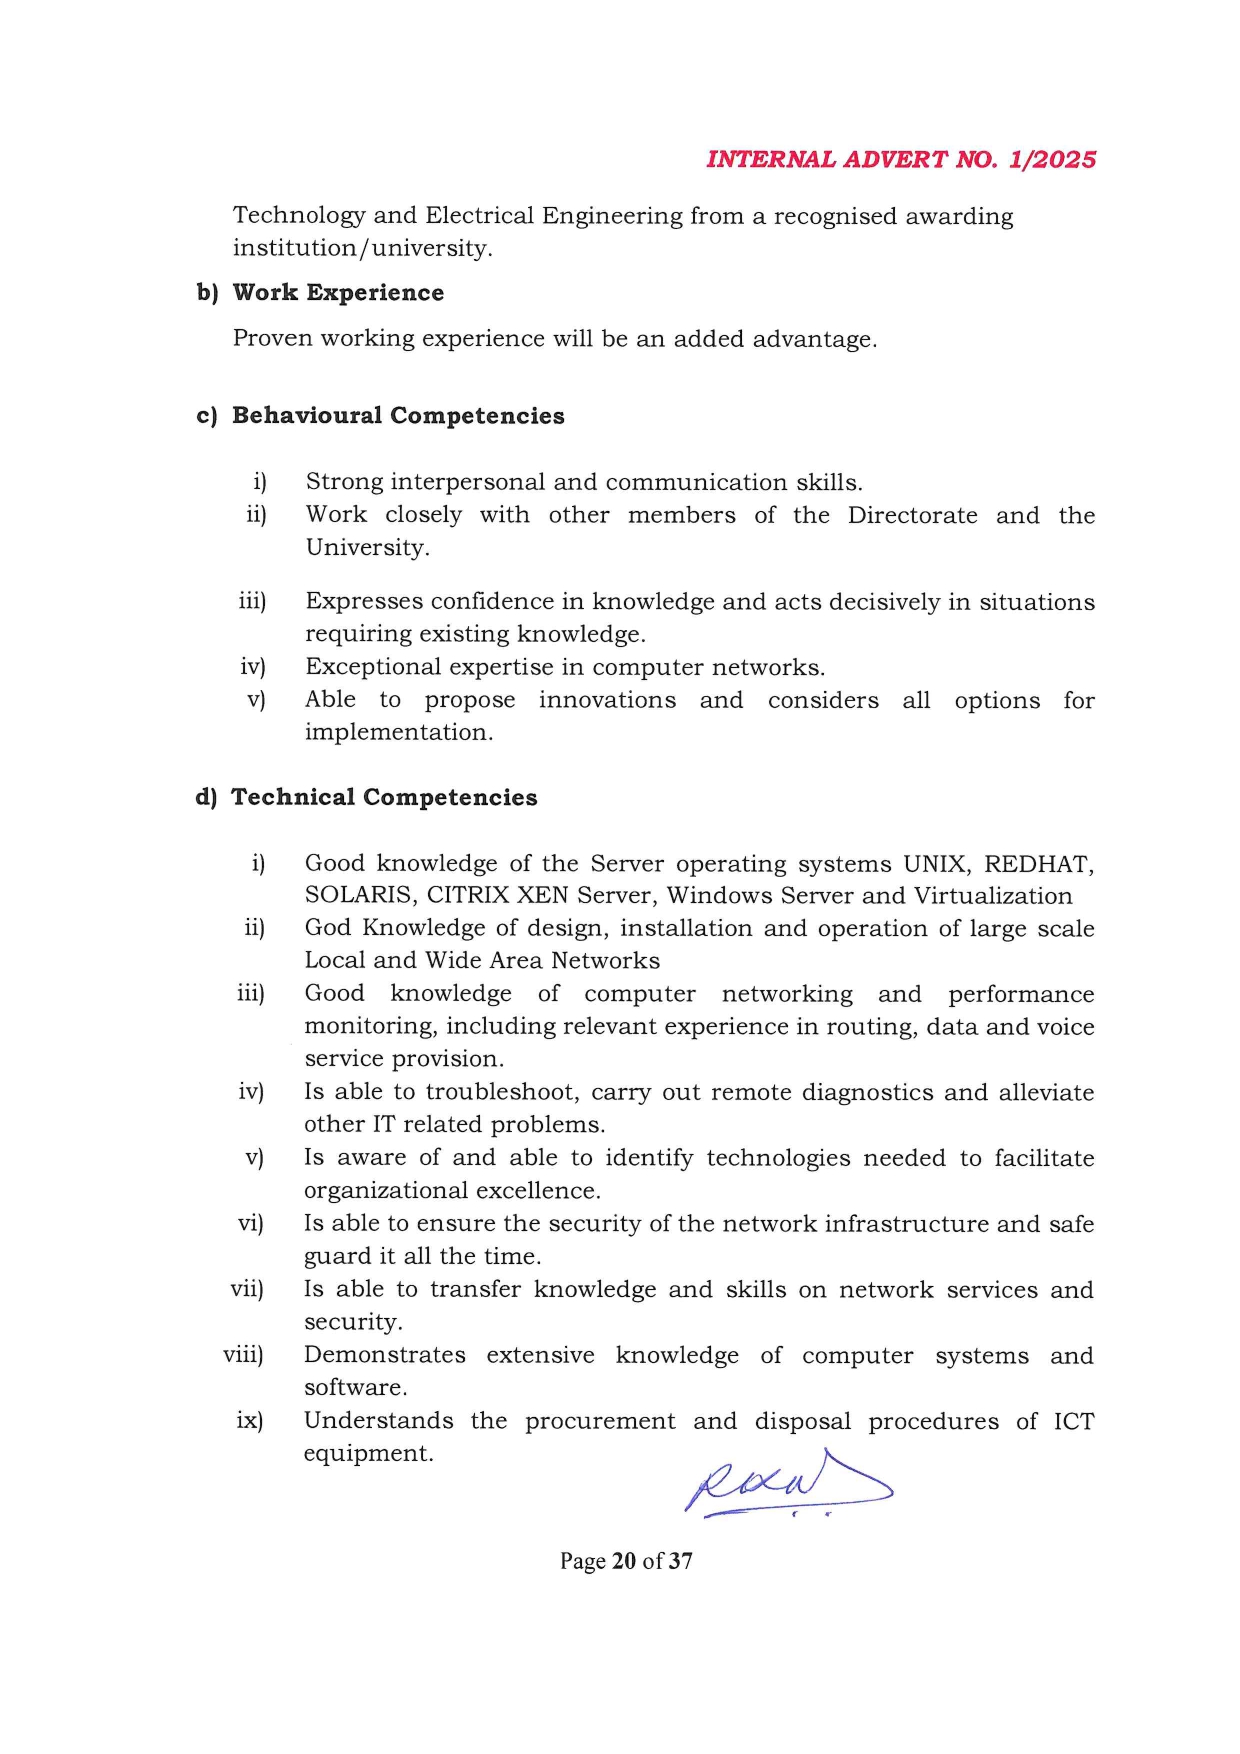 INTERNAL ADVERT NO. 1/2025
Technology and Electrical Engineering from a recognised awarding
institution/university.
b) Work Experience
Proven working experience will be an added advantage.
c) Behavioural Competencies
i) Strong interpersonal and communication skills.
ii) Work closely with other members of the Directorate and the
University.
iii) Expresses confidence in knowledge and acts decisively in situations
requiring existing knowledge.
iv) Exceptional expertise in computer networks.
v) Able to propose innovations and considers all options for
implementation.
d) Technical Competencies
i) Good knowledge of the Server operating systems UNIX, REDHAT,
SOLARIS, CITRIX XEN Server, Windows Server and Virtualization
ii) God Knowledge of design, installation and operation of large scale
Local and Wide Area Networks
iii) Good knowledge of computer networking and performance
monitoring, including relevant experience in routing, data and voice
service provision.
iv) Is able to troubleshoot, carry out remote diagnostics and alleviate
other IT related problems.
v) Is aware of and able to identify technologies needed to facilitate
organizational excellence.
vi) Is able to ensure the security of the network infrastructure and safe
guard it all the time.
vii) Is able to transfer knowledge and skills on network services and
security.
viii) Demonstrates extensive knowledge of computer systems and
software.
ix) Understands the procurement and disposal procedures of ICT
equipment.
Page 20 of 37